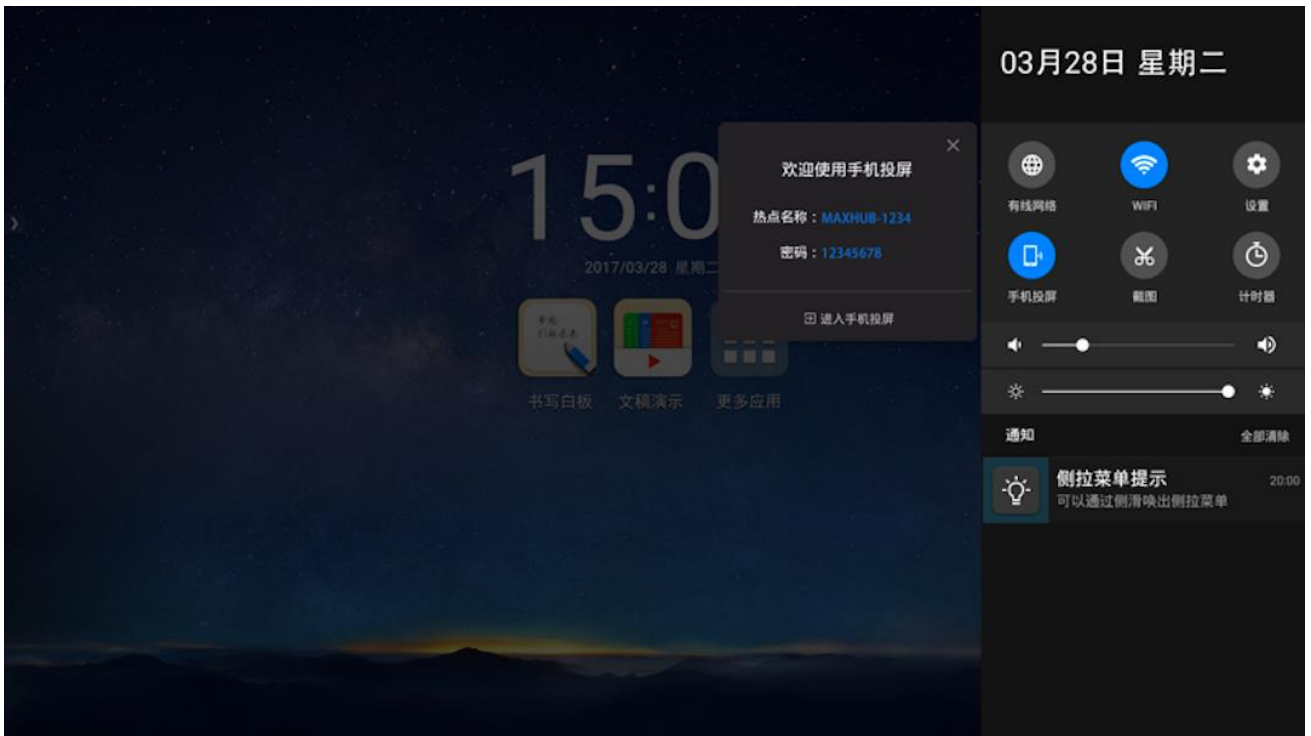 03月28日 星期二
欢迎使用手机投屏
热点名称：MAXHUB-1234
密码：12345678
进入手机投屏
15:0
2017/03/28 星期二
书写白板
文稿演示
更多应用
有线网络
WIFI
设置
手机投屏
截图
计时器
通知
全部清除
侧拉菜单提示
20:00
可以通过侧滑唤出侧拉菜单